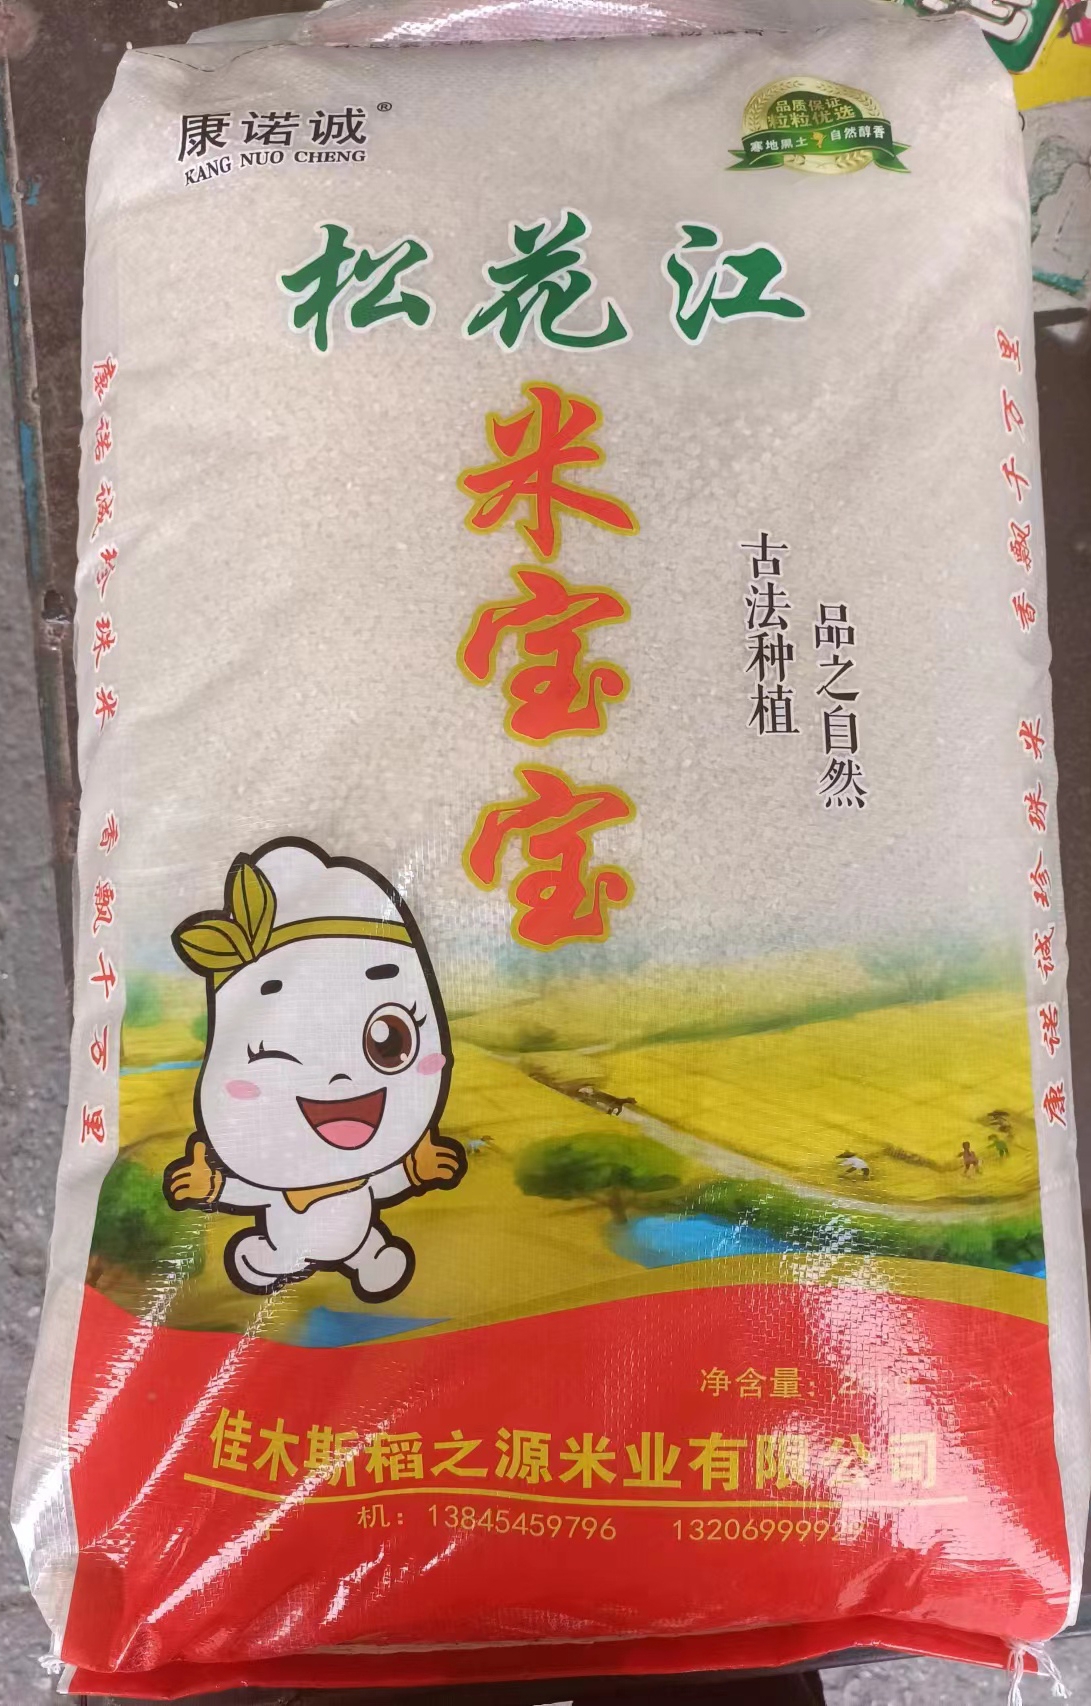 康诺诚®
KANG NUO CHENG
品质保证
粒粒优选
寒地黑土 自然醇香
松花江
米宝宝
古法种植
品之自然
康诺诚珍珠米 香飘千万里
康诺诚珍珠米 香飘千万里
净含量:
佳木斯稻之源米业有限公司
手 机: 13845459796